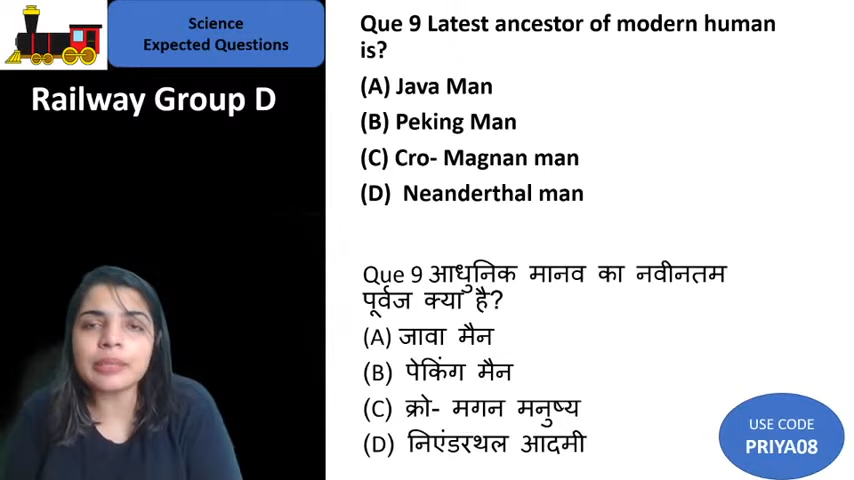 Science
Expected Questions
Railway Group D
Que 9 Latest ancestor of modern human
is?
(A) Java Man
(B) Peking Man
(C) Cro- Magnan man
(D) Neanderthal man
Que 9 आधुनिक मानव का नवीनतम
पूर्वज क्या है?
(A) जावा मैन
(B) पेकिंग मैन
(C) क्रो- मगन मनुष्य
(D) निएंडरथल आदमी
USE CODE
PRIYA08